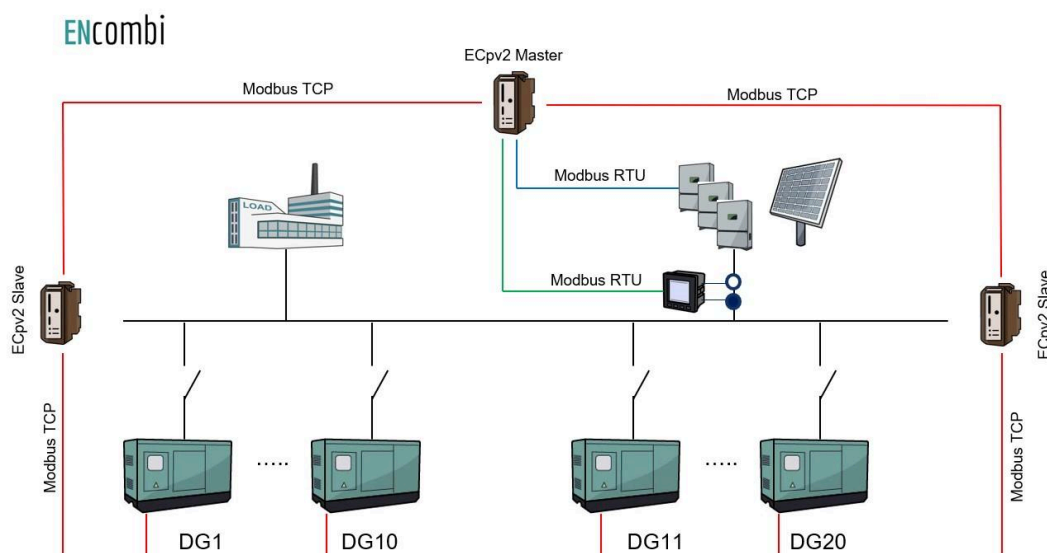 ENcombi
ECpv2 Master
Modbus TCP
Modbus TCP
Modbus RTU
LOAD
Modbus RTU
ECpv2 Slave
ECpv2 Slave
Modbus TCP
Modbus TCP
.....
.....
DG1
DG10
DG11
DG20